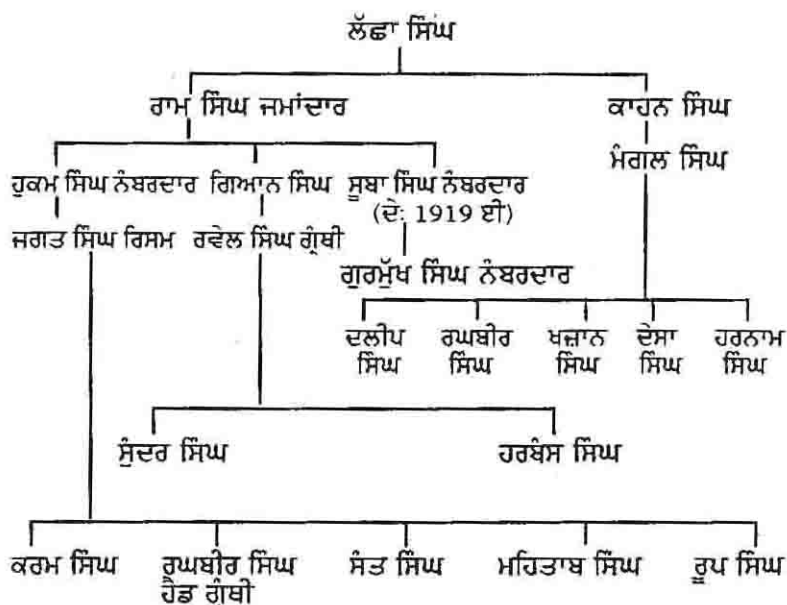 ਲੱਛਾ ਸਿੰਘ
ਰਾਮ ਸਿੰਘ ਜਮਾਂਦਾਰ ਕਾਹਨ ਸਿੰਘ
ਮੰਗਲ ਸਿੰਘ
ਹੁਕਮ ਸਿੰਘ ਨੰਬਰਦਾਰ ਗਿਆਨ ਸਿੰਘ ਸੂਬਾ ਸਿੰਘ ਨੰਬਰਦਾਰ
(ਦੇ: 1919 ਈ)
ਜਗਤ ਸਿੰਘ ਰਿਸਮ ਰਵੇਲ ਸਿੰਘ ਗ੍ਰੰਥੀ
ਗੁਰਮੁੱਖ ਸਿੰਘ ਨੰਬਰਦਾਰ
ਦਲੀਪ ਰਘਬੀਰ ਖਜ਼ਾਨ ਦੇਸਾ ਹਰਨਾਮ
ਸਿੰਘ ਸਿੰਘ ਸਿੰਘ ਸਿੰਘ ਸਿੰਘ
ਸੁੰਦਰ ਸਿੰਘ ਹਰਬੰਸ ਸਿੰਘ
ਕਰਮ ਸਿੰਘ ਰੁਘਬੀਰ ਸਿੰਘ ਸੰਤ ਸਿੰਘ ਮਹਿਤਾਬ ਸਿੰਘ ਰੂਪ ਸਿੰਘ
ਹੈਡ ਗ੍ਰੰਥੀ